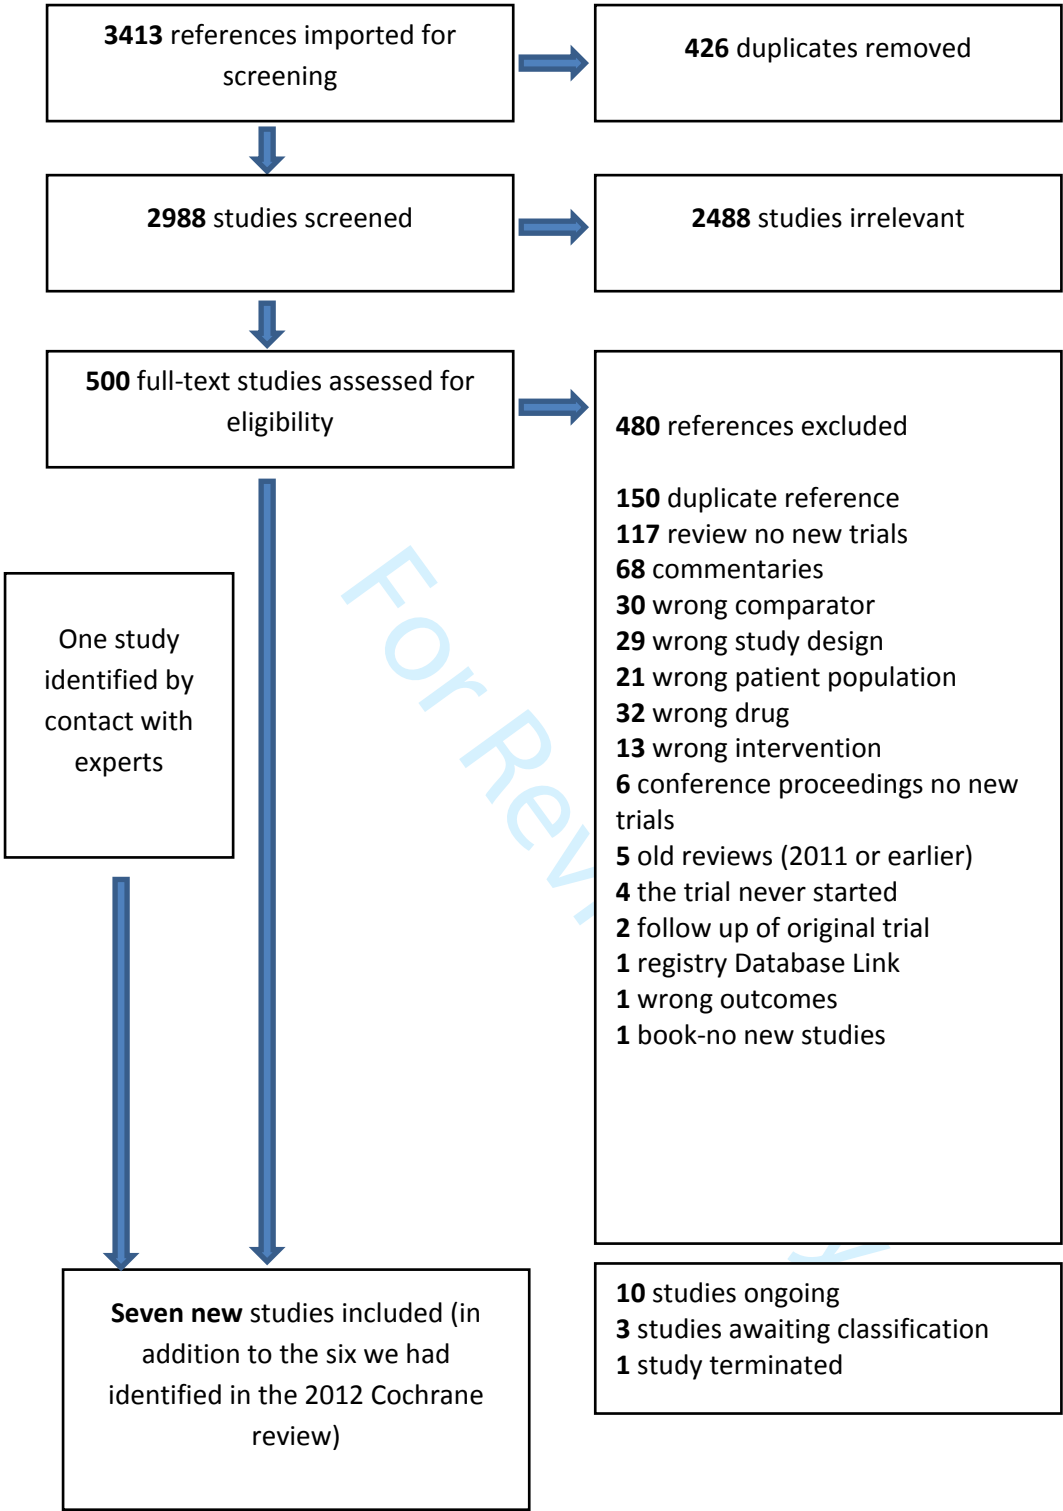 3413 references imported for
screening
426 duplicates removed
2988 studies screened
2488 studies irrelevant
500 full-text studies assessed for
eligibility
480 references excluded
150 duplicate reference
117 review no new trials
68 commentaries
30 wrong comparator
29 wrong study design
21 wrong patient population
32 wrong drug
13 wrong intervention
6 conference proceedings no new
trials
5 old reviews (2011 or earlier)
4 the trial never started
2 follow up of original trial
1 registry Database Link
1 wrong outcomes
1 book-no new studies
One study
identified by
contact with
experts
For Revi
y
Seven new studies included (in
addition to the six we had
identified in the 2012 Cochrane
review)
10 studies ongoing
3 studies awaiting classification
1 study terminated